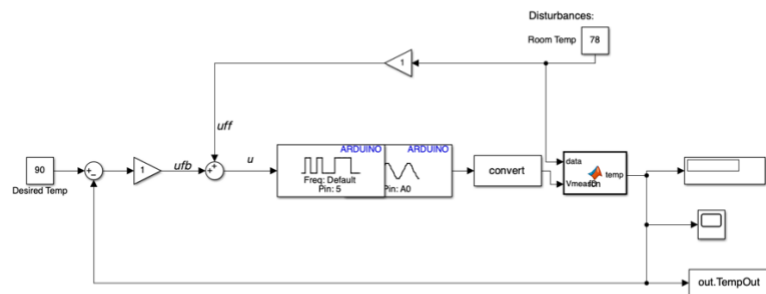 Disturbances:
Room Temp
78
1
uff
90
Desired Temp
1
ufb
u
ARDUINO
Freq: Default
Pin: 5
ARDUINO
Pin: A0
convert
data
temp
out.TempOut